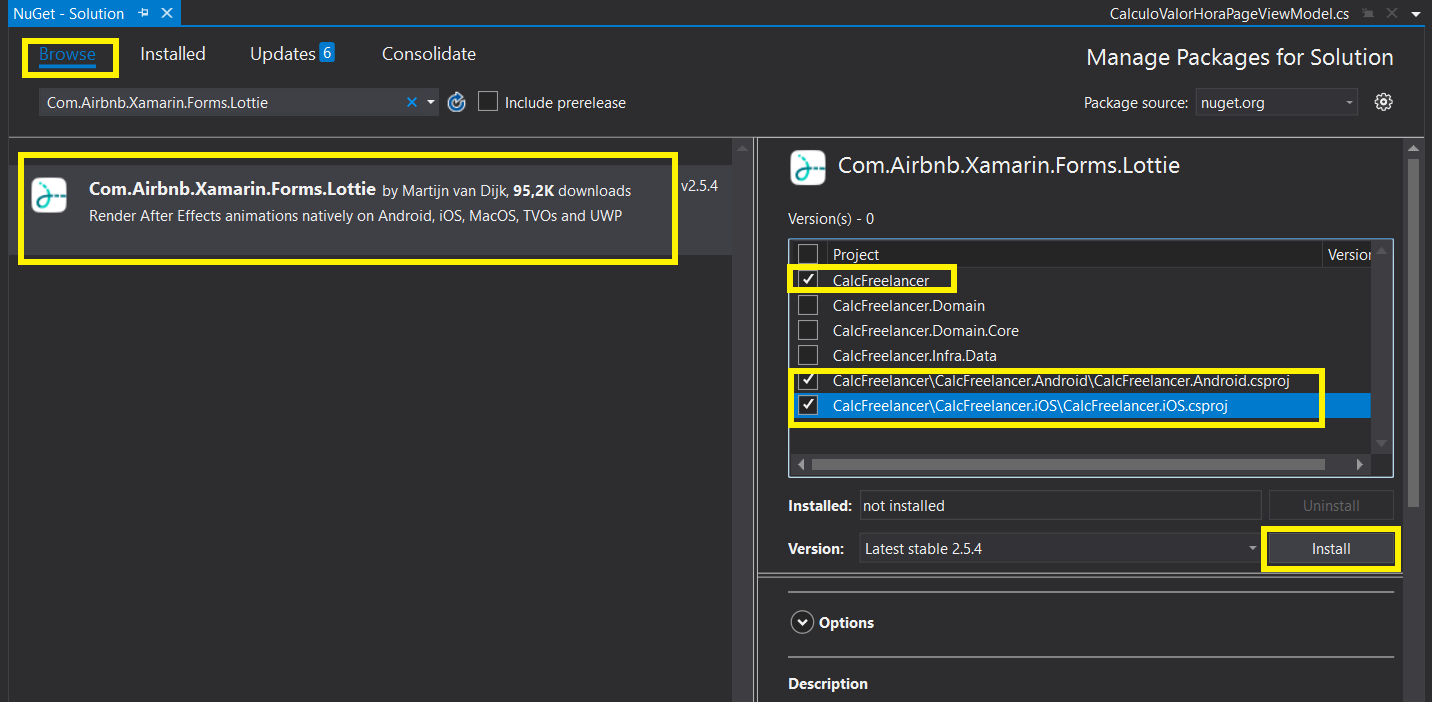 NuGet - Solution
CalculoValorHoraPageViewModel.cs
Browse
Installed
Updates 6
Consolidate
Manage Packages for Solution
Com.Airbnb.Xamarin.Forms.Lottie
Include prerelease
Package source: nuget.org
Com.Airbnb.Xamarin.Forms.Lottie by Martijn van Dijk, 95,2K downloads
v2.5.4
Render After Effects animations natively on Android, iOS, MacOS, TVOs and UWP
Com.Airbnb.Xamarin.Forms.Lottie
Version(s) - 0
Project
Version
CalcFreelancer
CalcFreelancer.Domain
CalcFreelancer.Domain.Core
CalcFreelancer.Infra.Data
CalcFreelancer\CalcFreelancer.Android\CalcFreelancer.Android.csproj
CalcFreelancer\CalcFreelancer.iOS\CalcFreelancer.iOS.csproj
Installed: not installed
Uninstall
Version: Latest stable 2.5.4
Install
Options
Description